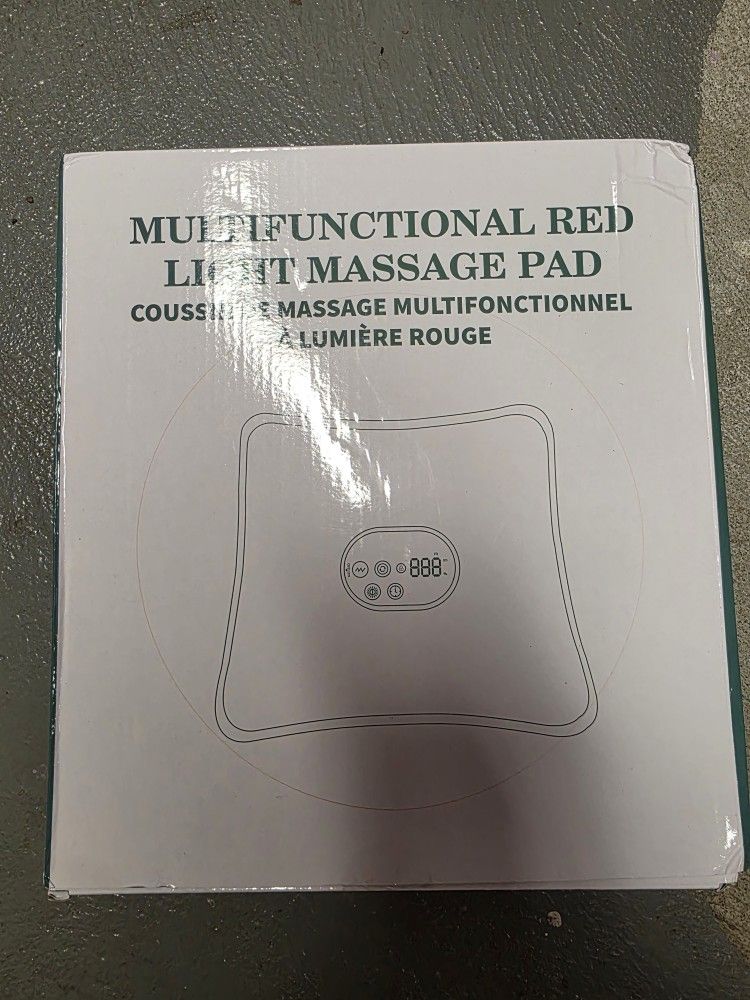 MULTIFUNCTIONAL RED
LIGHT MASSAGE PAD
COUSSIN DE MASSAGE MULTIFONCTIONNEL
À LUMIÈRE ROUGE
888